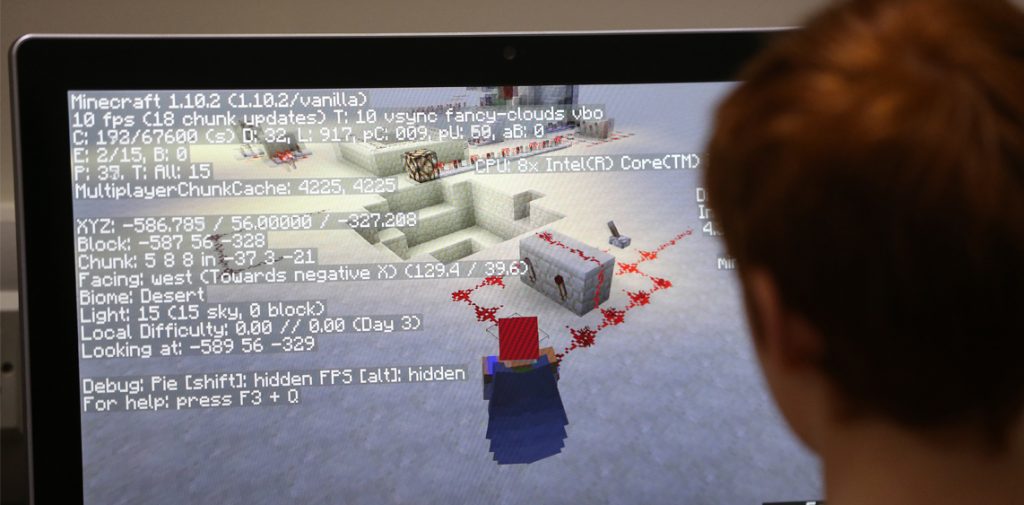 Minecraft 1.10.2 (1.10.2/vanilla)
10 fps (18 chunk updates) T: 10 vsync fancy-clouds vbo
C: 193/67600 (s) D: 32, L: 917, pC: 009, pU: 50, aB: 0
E: 2/15, B: 0
P: 39, T: All: 15
MultiplayerChunkCache: 4225, 4225
CPU: 8x Intel(R) Core(TM)
XYZ: -586.785 / 56.00000 / -327.208
Block: -587 56 -328
Chunk: 5 8 8 in -37 3 -21
Facing: west (Towards negative X) (129.4 / 39.6)
Biome: Desert
Light: 15 (15 sky, 0 block)
Local Difficulty: 0.00 // 0.00 (Day 3)
Looking at: -589 56 -329
Debug: Pie [shift]: hidden FPS [alt]: hidden
For help: press F3 + Q